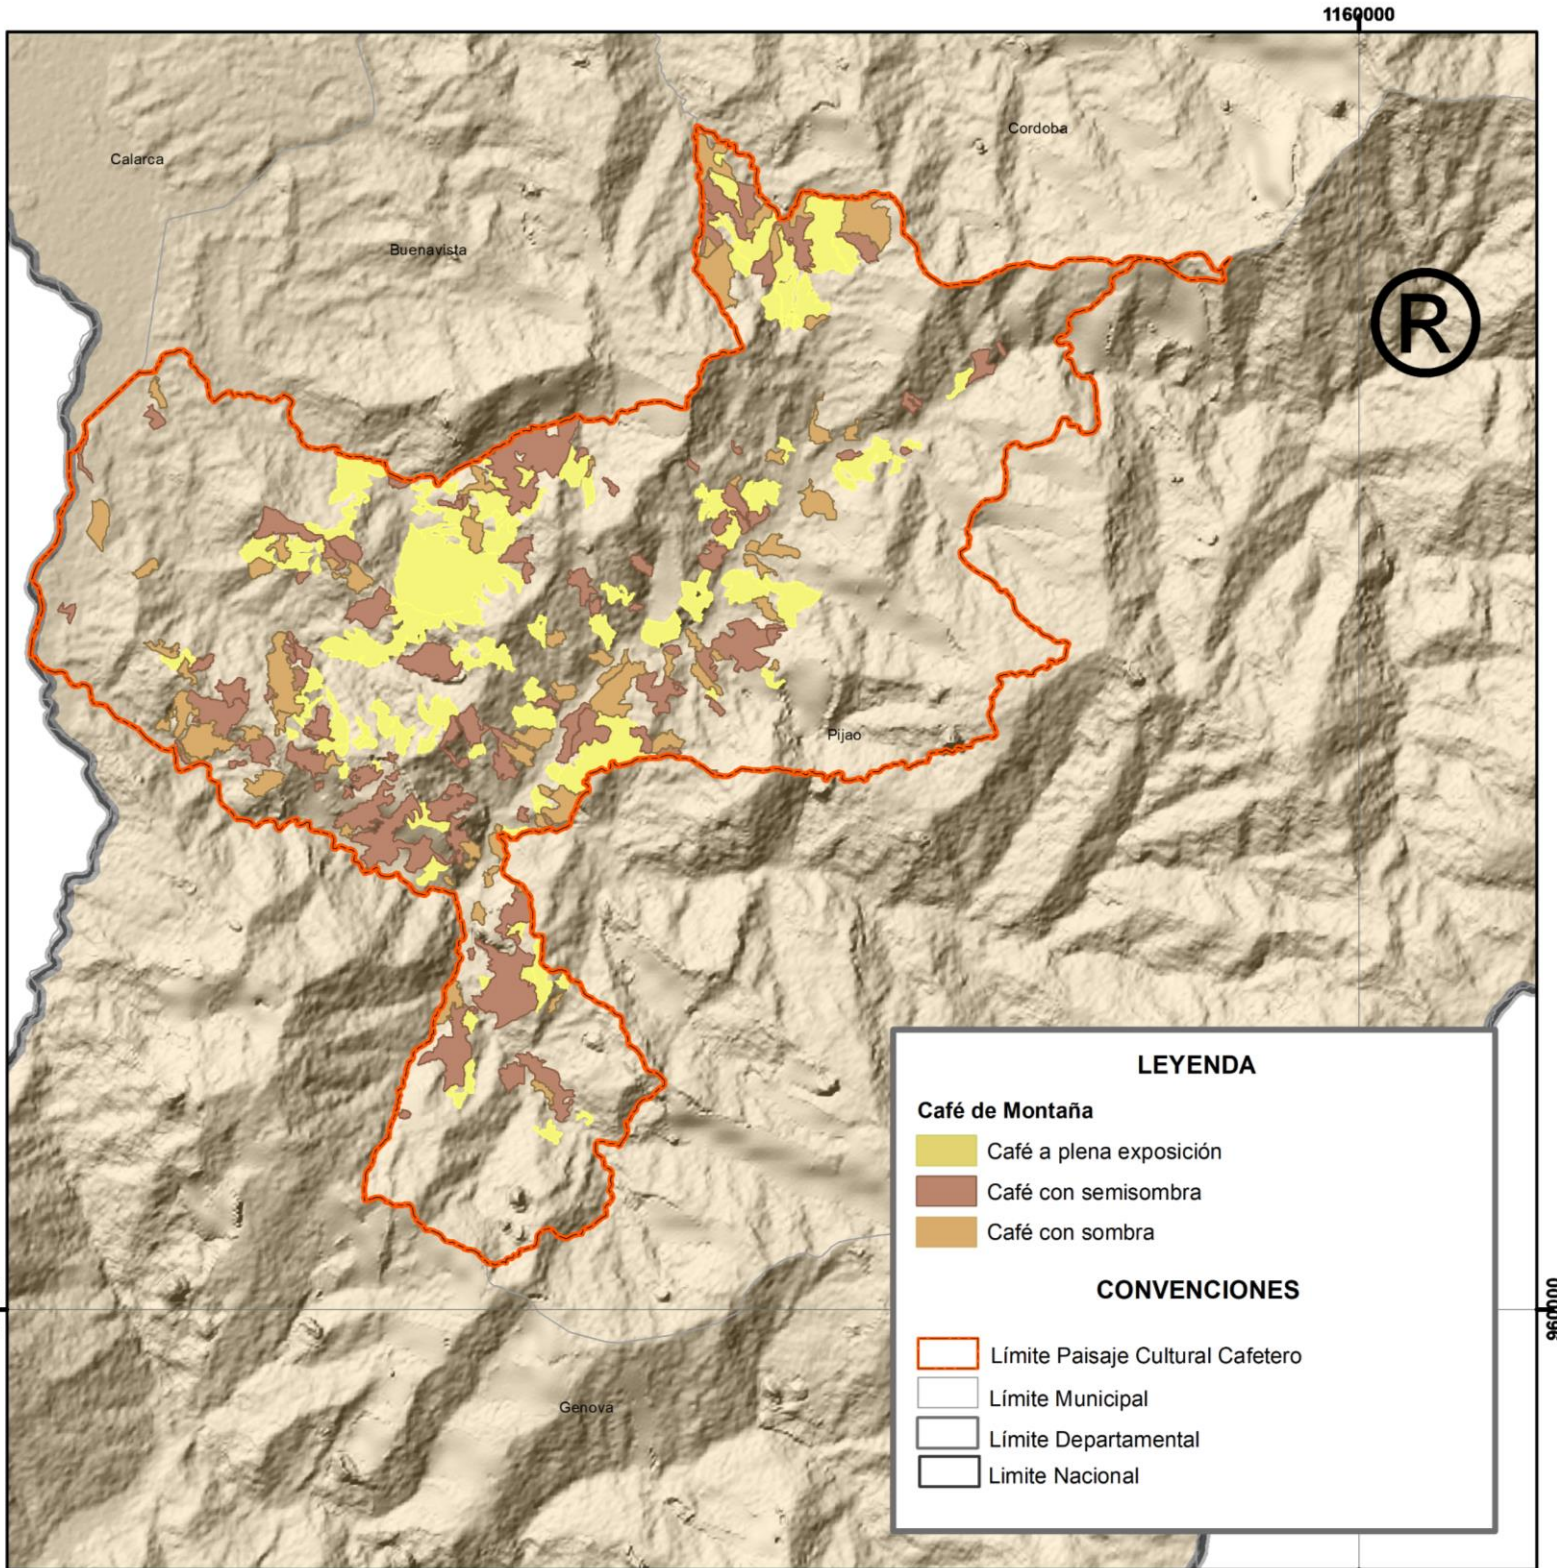 1160000
Cordoba
Calarca
Buenavista
®
Pijao
LEYENDA
Café de Montaña
Café a plena exposición
Café con semisombra
Café con sombra
CONVENCIONES
960000
Límite Paisaje Cultural Cafetero
Límite Municipal
Límite Departamental
Limite Nacional
Genova